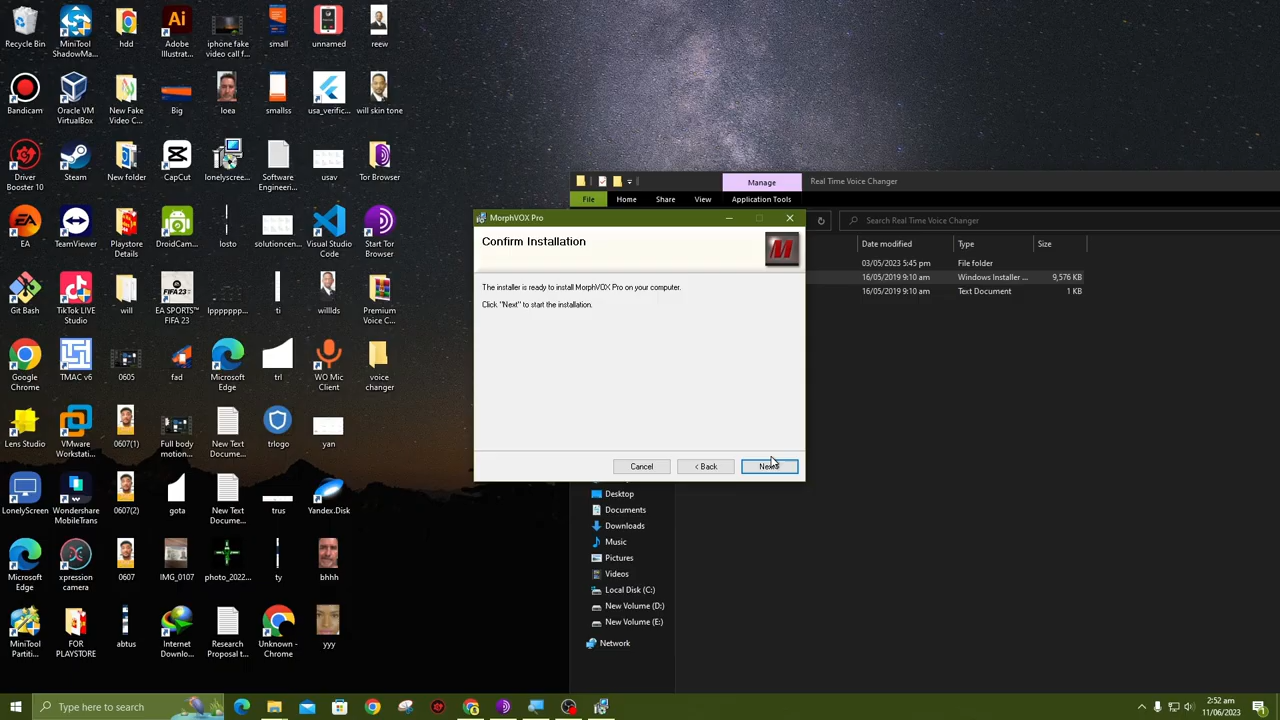 Recycle Bin
MiniTool
ShadowMa...
hdd
Adobe
Illustrat...
iphone fake
video call f...
small
unnamed
reew
Bandicam
Oracle VM
VirtualBox
New Fake
Video C...
Big
loea
smallss
usa_verific...
will skin tone
Driver
Booster 10
Steam
New folder
CapCut
lonelyscree...
Software
Engineeri...
usav
Tor Browser
EA
TeamViewer
Playstore
Details
DroidCam...
losto
solutioncen...
Visual Studio
Code
Start Tor
Browser
Git Bash
TikTok LIVE
Studio
will
EA SPORTS™
FIFA 23
ti
willlds
Premium
Voice C...
Google
Chrome
TMAC v6
0605
fad
Microsoft
Edge
trl
WO Mic
Client
voice
changer
Lens Studio
VMware
Workstati...
0607(1)
Full body
motion...
New Text
Docume...
trlogo
yan
LonelyScreen
Wondershare
MobileTrans
0607(2)
gota
New Text
Docume...
trus
Yandex.Disk
Microsoft
Edge
xpression
camera
0607
IMG_0107
photo_2022...
ty
bhhh
MiniTool
Partiti...
FOR
PLAYSTORE
abtus
Internet
Downlo...
Research
Proposal t...
Unknown -
Chrome
yyy
Manage
Real Time Voice Changer
File
Home
Share
View
Application Tools
Search Real Time Voice Changer
Date modified
Type
Size
03/05/2023 5:45 pm
File folder
16/05/2019 9:10 am
Windows Installer ...
9,576 KB
16/05/2019 9:10 am
Text Document
1 KB
MorphVOX Pro
Confirm Installation
M
The installer is ready to install MorphVOX Pro on your computer.
Click "Next" to start the installation.
Cancel
< Back
Next
Desktop
Documents
Downloads
Music
Pictures
Videos
Local Disk (C:)
New Volume (D:)
New Volume (E:)
Network
Type here to search
2:52 am
11/06/2023